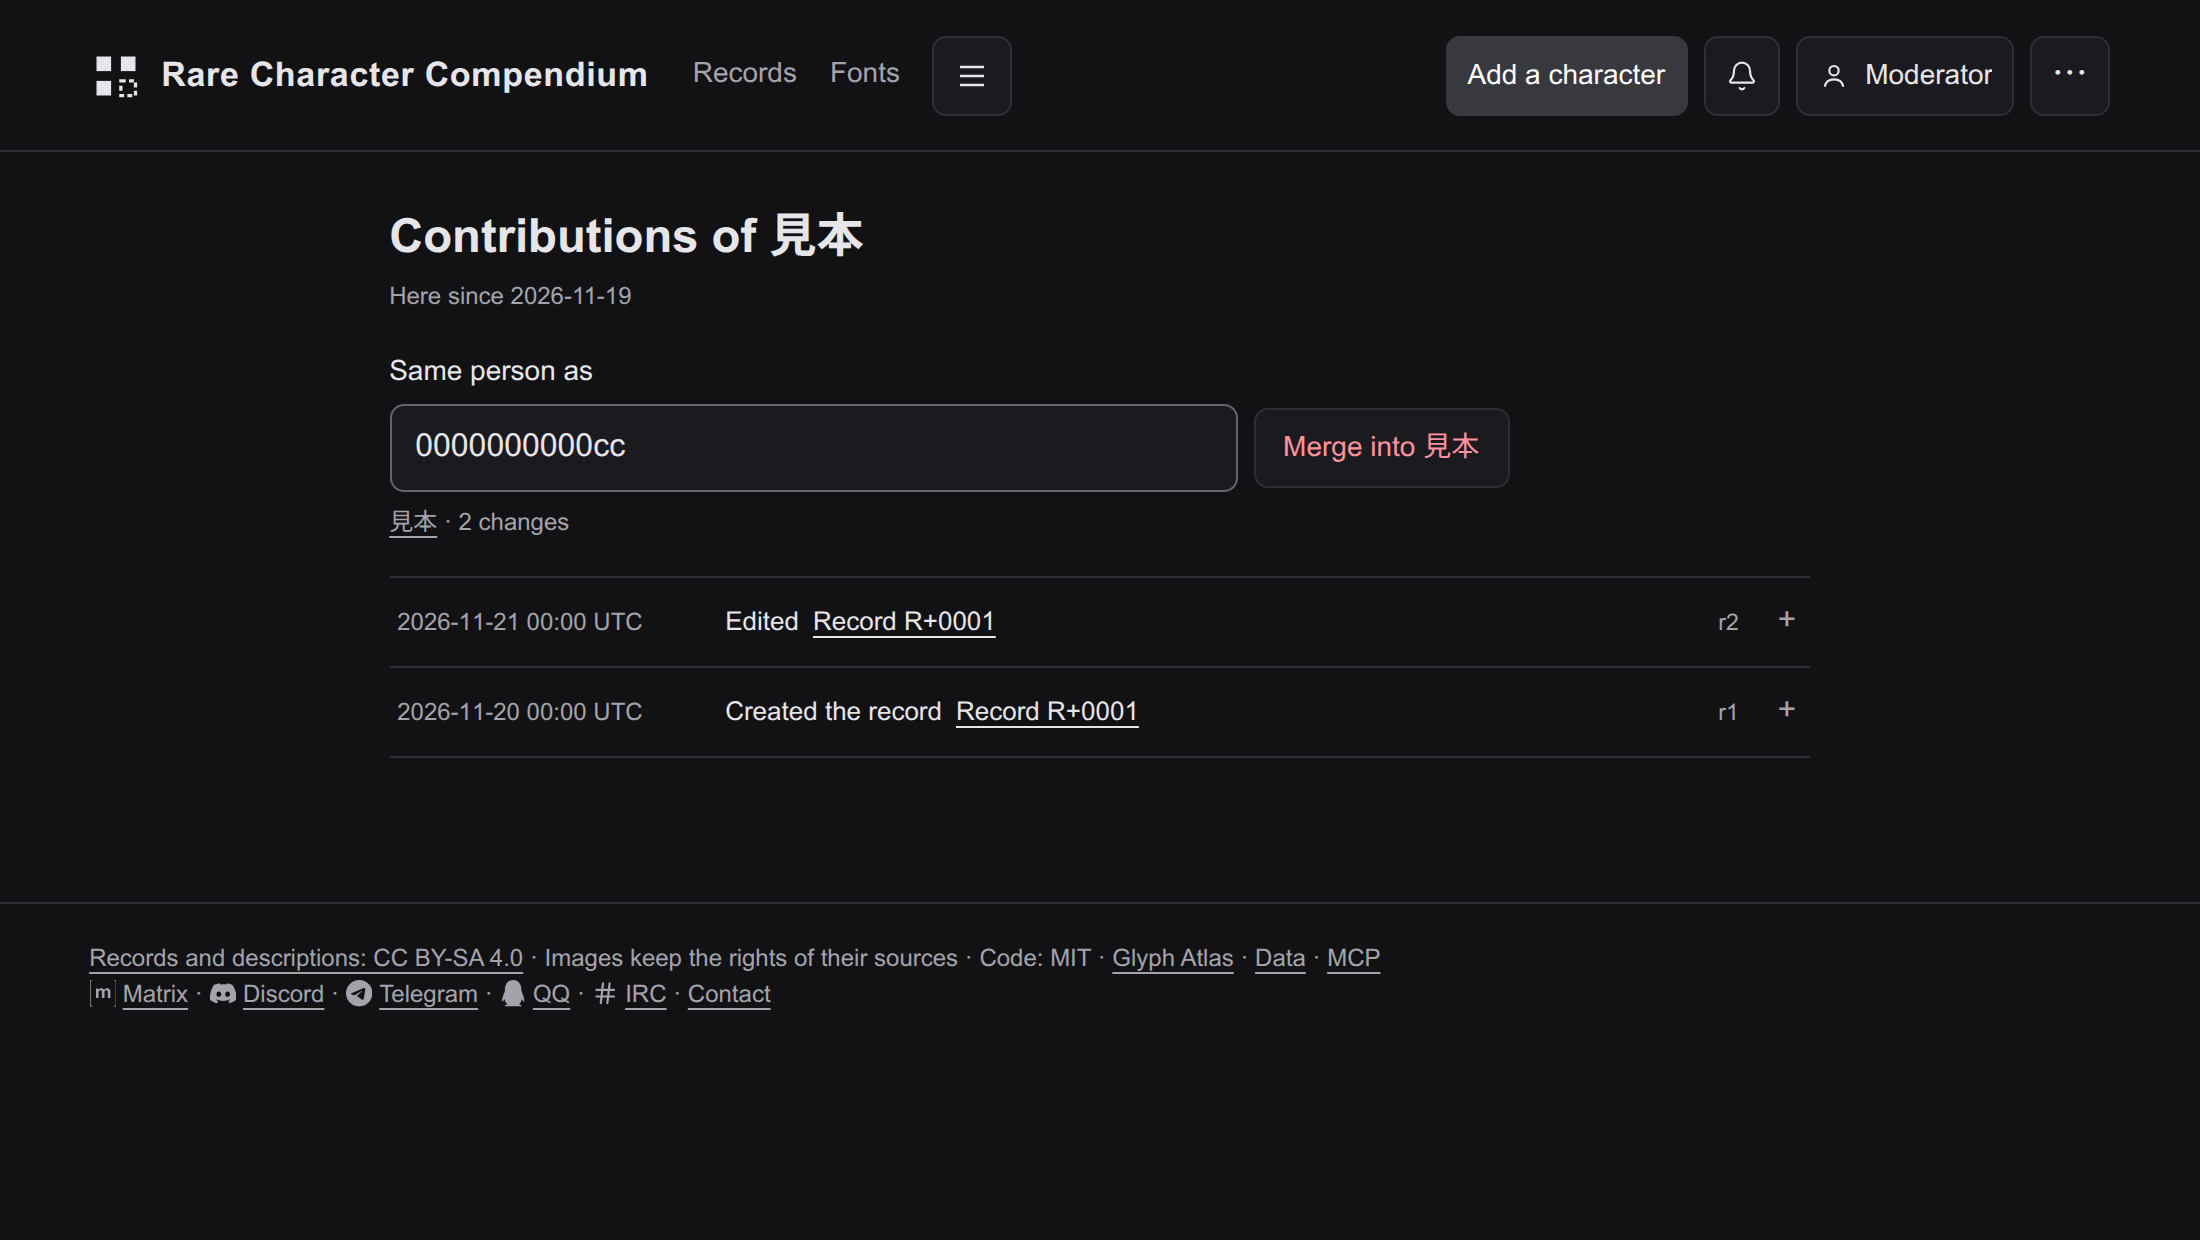 Rare Character Compendium Records Fonts Add a character Moderator ...
Contributions of 見本
Here since 2026-11-19
Same person as
0000000000cc Merge into 見本
見本 · 2 changes
2026-11-21 00:00 UTC Edited Record R+0001 r2 +
2026-11-20 00:00 UTC Created the record Record R+0001 r1 +
Records and descriptions: CC BY-SA 4.0 · Images keep the rights of their sources · Code: MIT · Glyph Atlas · Data · MCP
[m] Matrix · Discord · Telegram · QQ · # IRC · Contact